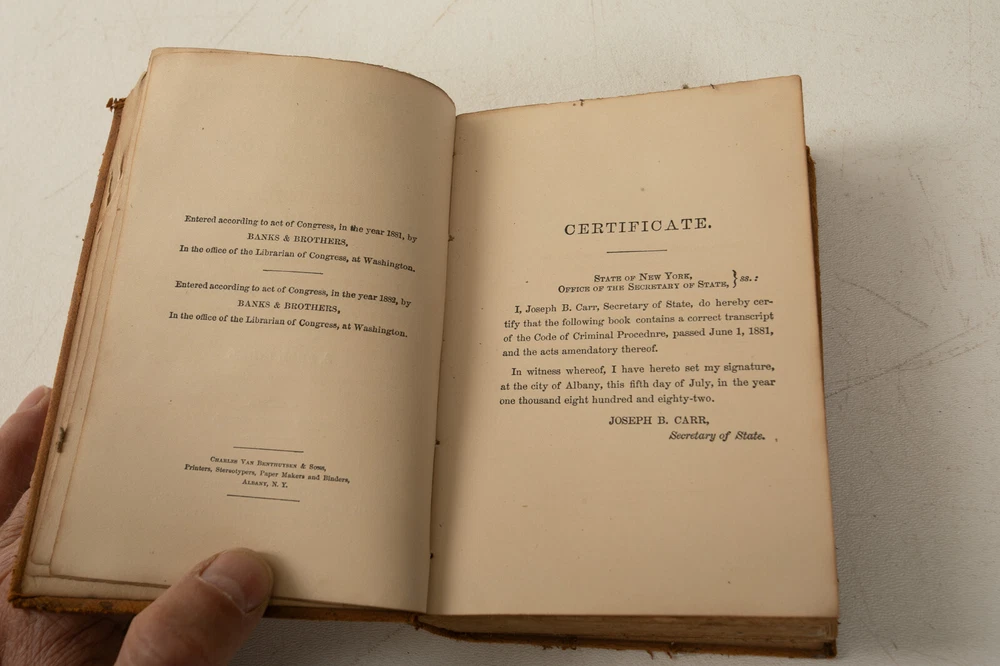 Entered according to act of Congress, in the year 1881, by
BANKS & BROTHERS,
In the office of the Librarian of Congress, at Washington.
Entered according to act of Congress, in the year 1882, by
BANKS & BROTHERS,
In the office of the Librarian of Congress, at Washington.
CHARLES VAN BENTHUYSEN & SONS,
Printers, Stereotypers, Paper Makers and Binders,
ALBANY, N. Y.
CERTIFICATE.
STATE OF NEW YORK,
OFFICE OF THE SECRETARY OF STATE, } ss.:
I, Joseph B. Carr, Secretary of State, do hereby cer-
tify that the following book contains a correct transcript
of the Code of Criminal Procednre, passed June 1, 1881,
and the acts amendatory thereof.
In witness whereof, I have hereto set my signature,
at the city of Albany, this fifth day of July, in the year
one thousand eight hundred and eighty-two.
JOSEPH B. CARR,
Secretary of State.